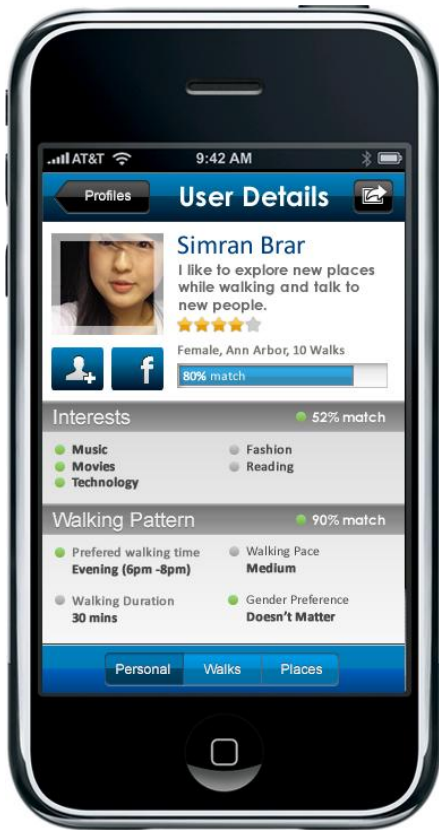 AT&T 9:42 AM
Profiles User Details
Simran Brar
I like to explore new places
while walking and talk to
new people.
Female, Ann Arbor, 10 Walks
f
80% match
Interests 52% match
Music Fashion
Movies Reading
Technology
Walking Pattern 90% match
Prefered walking time Walking Pace
Evening (6pm -8pm) Medium
Walking Duration Gender Preference
30 mins Doesn't Matter
Personal Walks Places